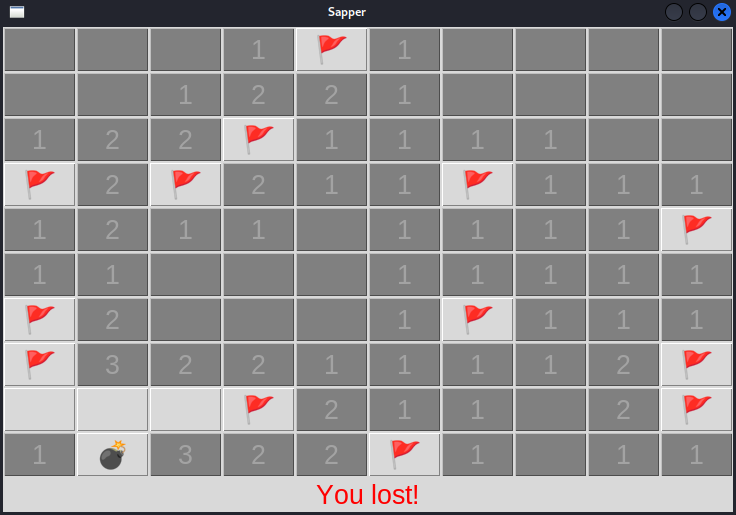 Sapper
1 1
1 2 2 1
1 2 2 1 1 1 1
2 2 1 1 1 1 1
1 2 1 1 1 1 1 1
1 1 1 1 1 1 1
2 1 1 1 1
3 2 2 1 1 1 1 2
2 1 1 2
1 3 2 2 1 1 1
You lost!